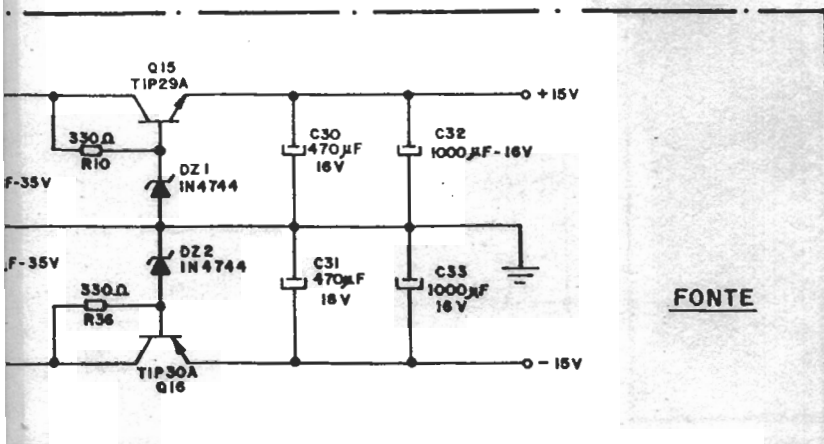 Q15
TIP29A
+15V
330Ω
R10
C30
470µF
16V
C32
1000µF-16V
F-35V
DZ1
1N4744
F-35V
DZ2
1N4744
C31
470µF
16V
C33
1000µF
16V
330Ω
R36
FONTE
TIP30A
Q16
-15V